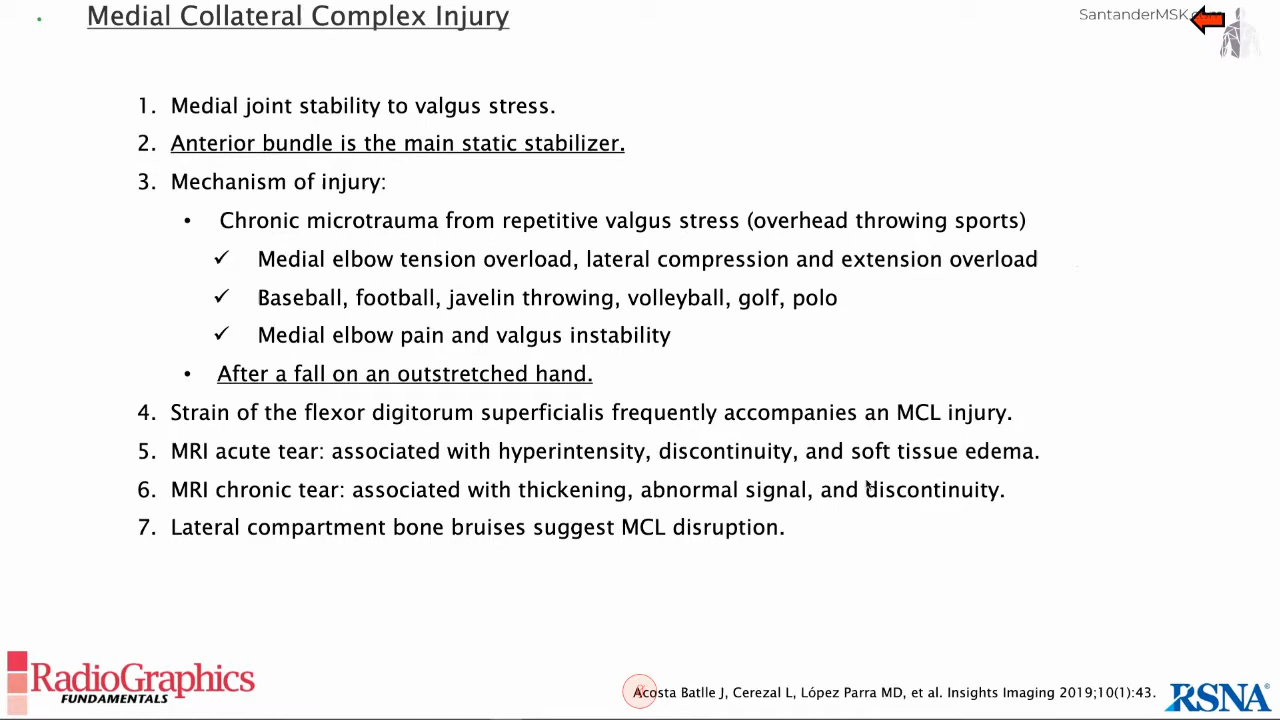 • Medial Collateral Complex Injury
SantanderMSK.com
1. Medial joint stability to valgus stress.
2. Anterior bundle is the main static stabilizer.
3. Mechanism of injury:
• Chronic microtrauma from repetitive valgus stress (overhead throwing sports)
✓ Medial elbow tension overload, lateral compression and extension overload
✓ Baseball, football, javelin throwing, volleyball, golf, polo
✓ Medial elbow pain and valgus instability
• After a fall on an outstretched hand.
4. Strain of the flexor digitorum superficialis frequently accompanies an MCL injury.
5. MRI acute tear: associated with hyperintensity, discontinuity, and soft tissue edema.
6. MRI chronic tear: associated with thickening, abnormal signal, and discontinuity.
7. Lateral compartment bone bruises suggest MCL disruption.
RadioGraphics
FUNDAMENTALS
Acosta Batlle J, Cerezal L, López Parra MD, et al. Insights Imaging 2019;10(1):43.
RSNA®